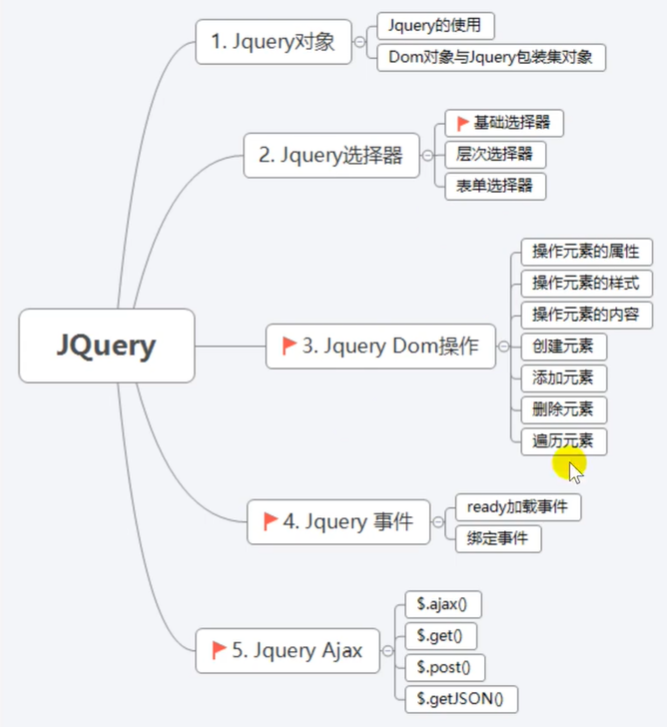 1. Jquery对象
Jquery的使用
Dom对象与Jquery包装集对象
2. Jquery选择器
基础选择器
层次选择器
表单选择器
JQuery
3. Jquery Dom操作
操作元素的属性
操作元素的样式
操作元素的内容
创建元素
添加元素
删除元素
遍历元素
4. Jquery 事件
ready加载事件
绑定事件
5. Jquery Ajax
$.ajax()
$.get()
$.post()
$.getJSON()